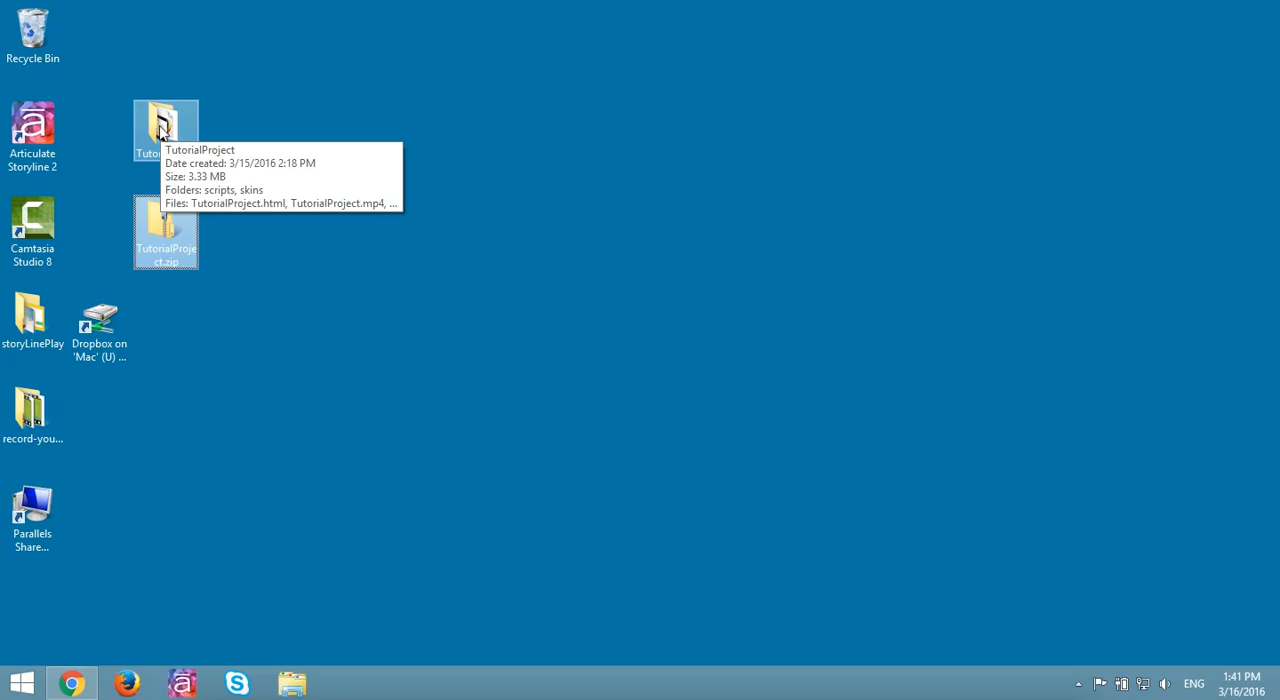 Recycle Bin
Articulate
Storyline 2
TutorialProject
Date created: 3/15/2016 2:18 PM
Size: 3.33 MB
Folders: scripts, skins
Files: TutorialProject.html, TutorialProject.mp4, ...
Camtasia
Studio 8
TutorialProje
ct.zip
storyLinePlay
Dropbox on
'Mac' (U) ...
record-you...
Parallels
Share...
ENG
1:41 PM
3/16/2016